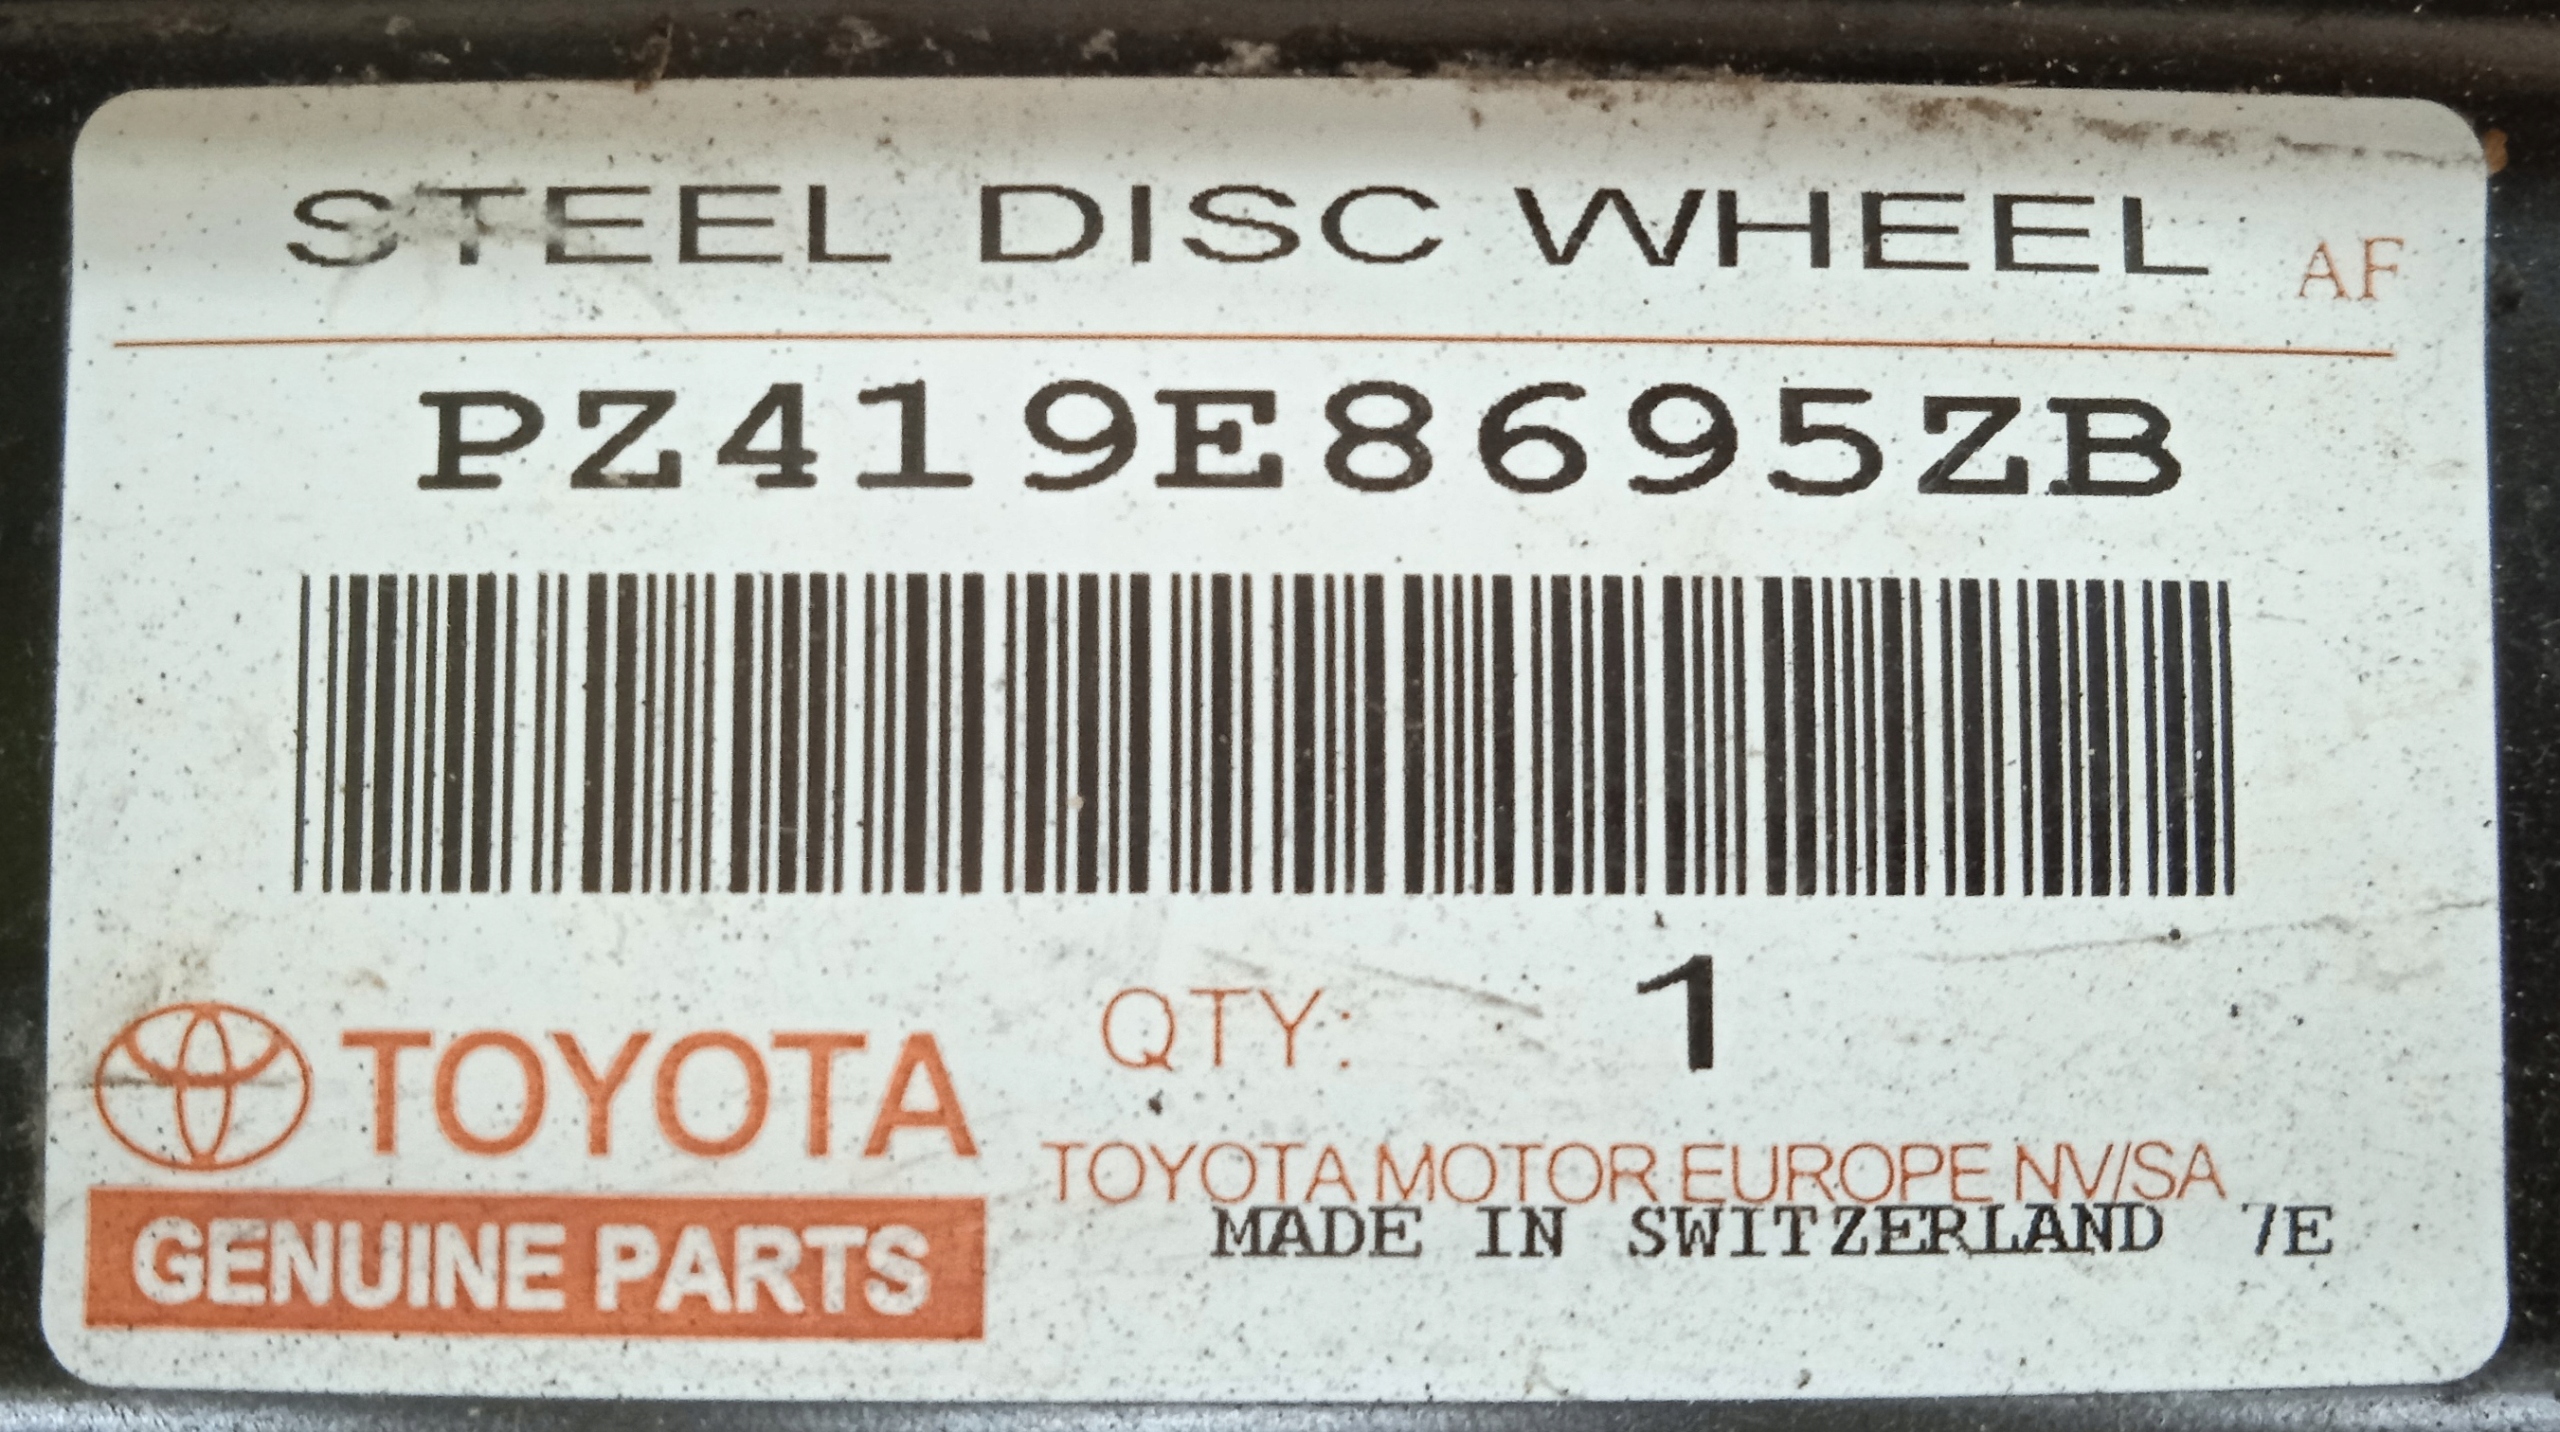 STEEL DISC WHEEL AF
PZ419E8695ZB
QTY: 1
TOYOTA
GENUINE PARTS
TOYOTA MOTOR EUROPE NV/SA
MADE IN SWITZERLAND 7E